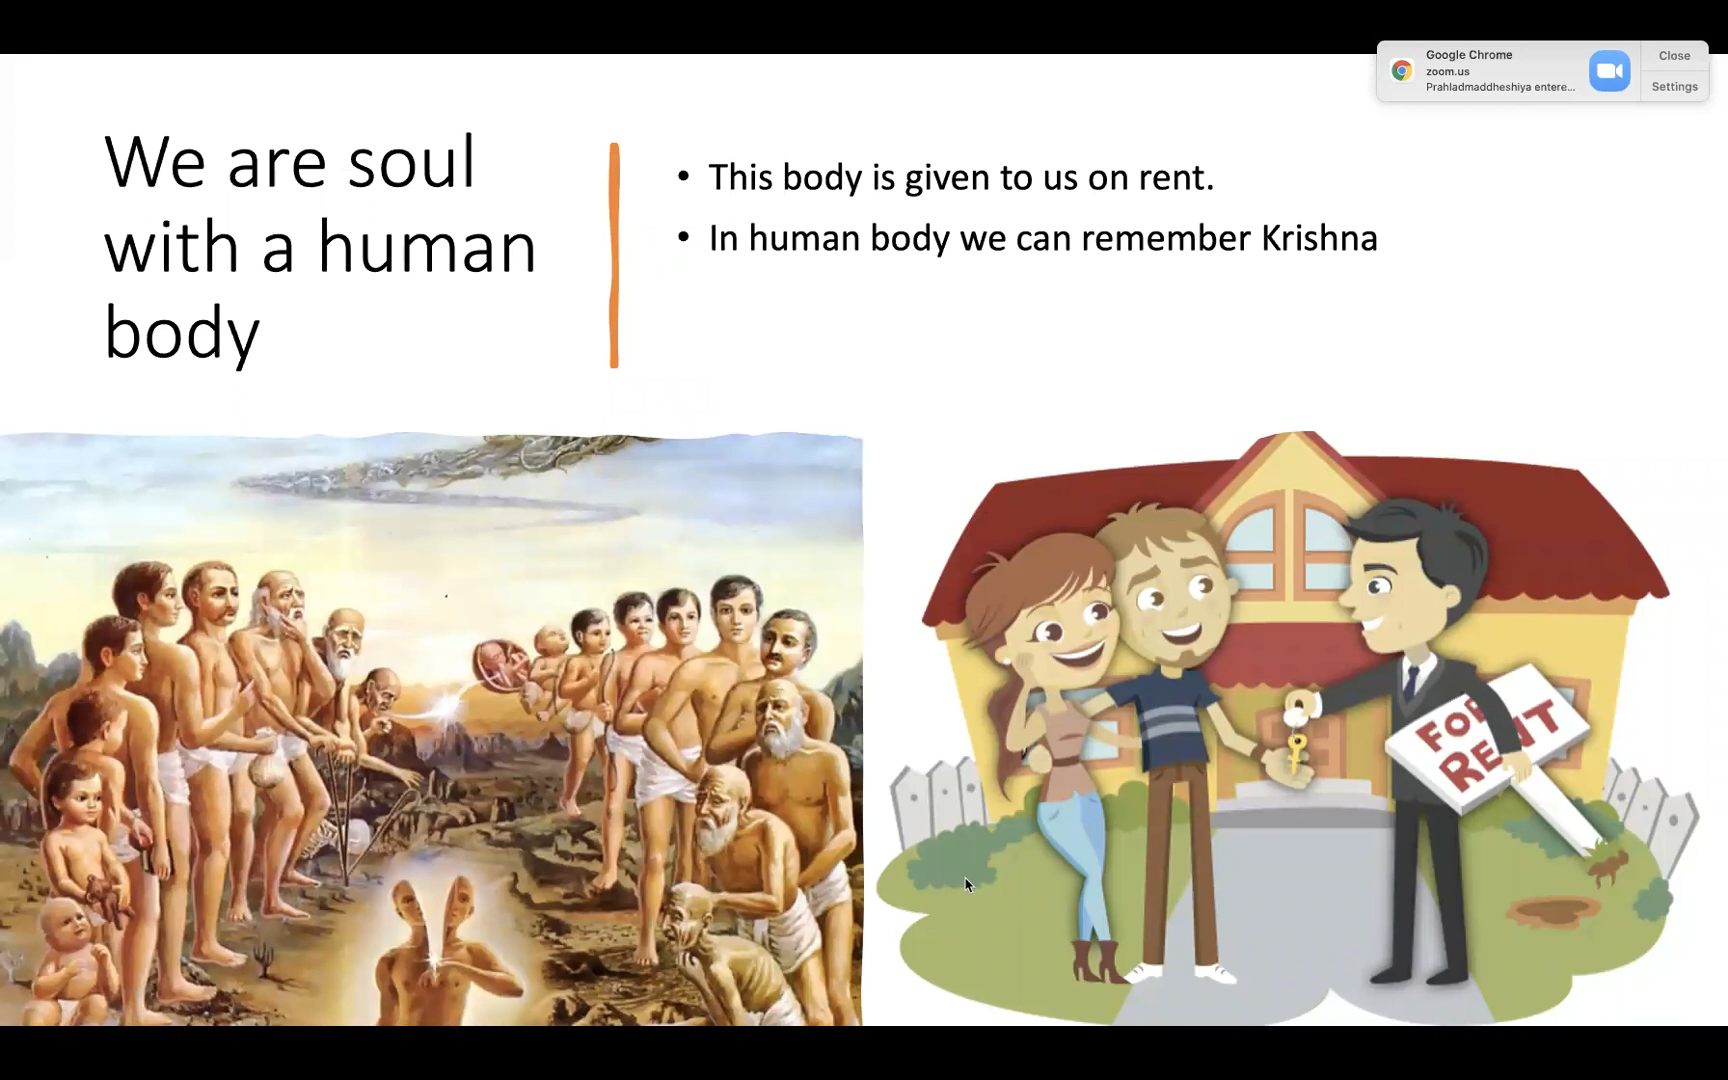 Google Chrome
zoom.us
Prahladmaddheshiya entere...
Close
Settings
We are soul
with a human
body
• This body is given to us on rent.
• In human body we can remember Krishna
FOR
RENT